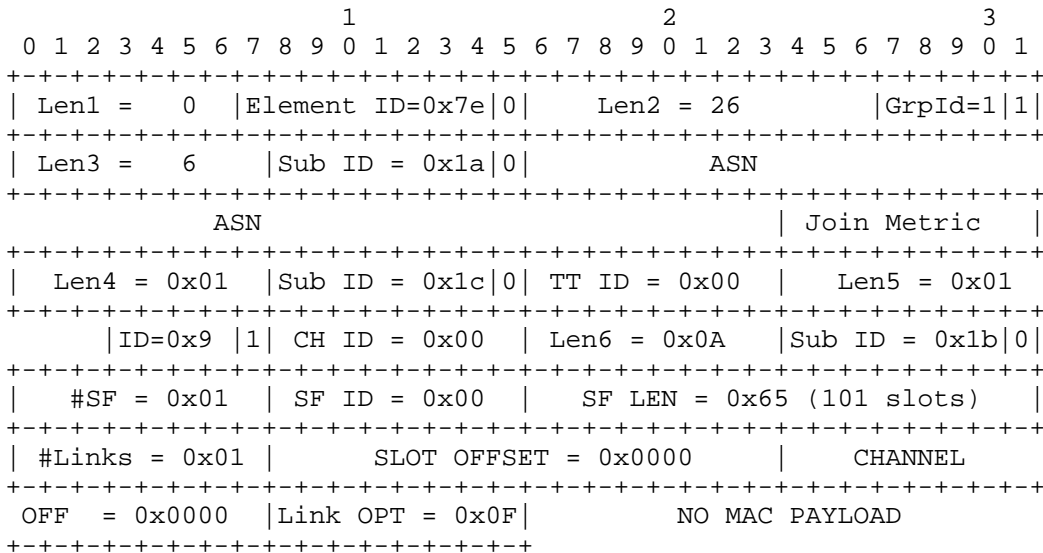 1                   2                   3
 0 1 2 3 4 5 6 7 8 9 0 1 2 3 4 5 6 7 8 9 0 1 2 3 4 5 6 7 8 9 0 1
+-+-+-+-+-+-+-+-+-+-+-+-+-+-+-+-+-+-+-+-+-+-+-+-+-+-+-+-+-+-+-+-+
| Len1 =   0  |Element ID=0x7e|0|    Len2 = 26        |GrpId=1|1|
+-+-+-+-+-+-+-+-+-+-+-+-+-+-+-+-+-+-+-+-+-+-+-+-+-+-+-+-+-+-+-+-+
| Len3 =   6    |Sub ID = 0x1a|0|           ASN
+-+-+-+-+-+-+-+-+-+-+-+-+-+-+-+-+-+-+-+-+-+-+-+-+-+-+-+-+-+-+-+-+
             ASN                                | Join Metric   |
+-+-+-+-+-+-+-+-+-+-+-+-+-+-+-+-+-+-+-+-+-+-+-+-+-+-+-+-+-+-+-+-+
|  Len4 = 0x01  |Sub ID = 0x1c|0| TT ID = 0x00  |   Len5 = 0x01
+-+-+-+-+-+-+-+-+-+-+-+-+-+-+-+-+-+-+-+-+-+-+-+-+-+-+-+-+-+-+-+-+
      |ID=0x9 |1| CH ID = 0x00  | Len6 = 0x0A   |Sub ID = 0x1b|0|
+-+-+-+-+-+-+-+-+-+-+-+-+-+-+-+-+-+-+-+-+-+-+-+-+-+-+-+-+-+-+-+-+
|   #SF = 0x01  | SF ID = 0x00  |   SF LEN = 0x65 (101 slots)   |
+-+-+-+-+-+-+-+-+-+-+-+-+-+-+-+-+-+-+-+-+-+-+-+-+-+-+-+-+-+-+-+-+
| #Links = 0x01 |      SLOT OFFSET = 0x0000     |    CHANNEL
+-+-+-+-+-+-+-+-+-+-+-+-+-+-+-+-+-+-+-+-+-+-+-+-+-+-+-+-+-+-+-+-+
 OFF  = 0x0000  |Link OPT = 0x0F|         NO MAC PAYLOAD
+-+-+-+-+-+-+-+-+-+-+-+-+-+-+-+-+